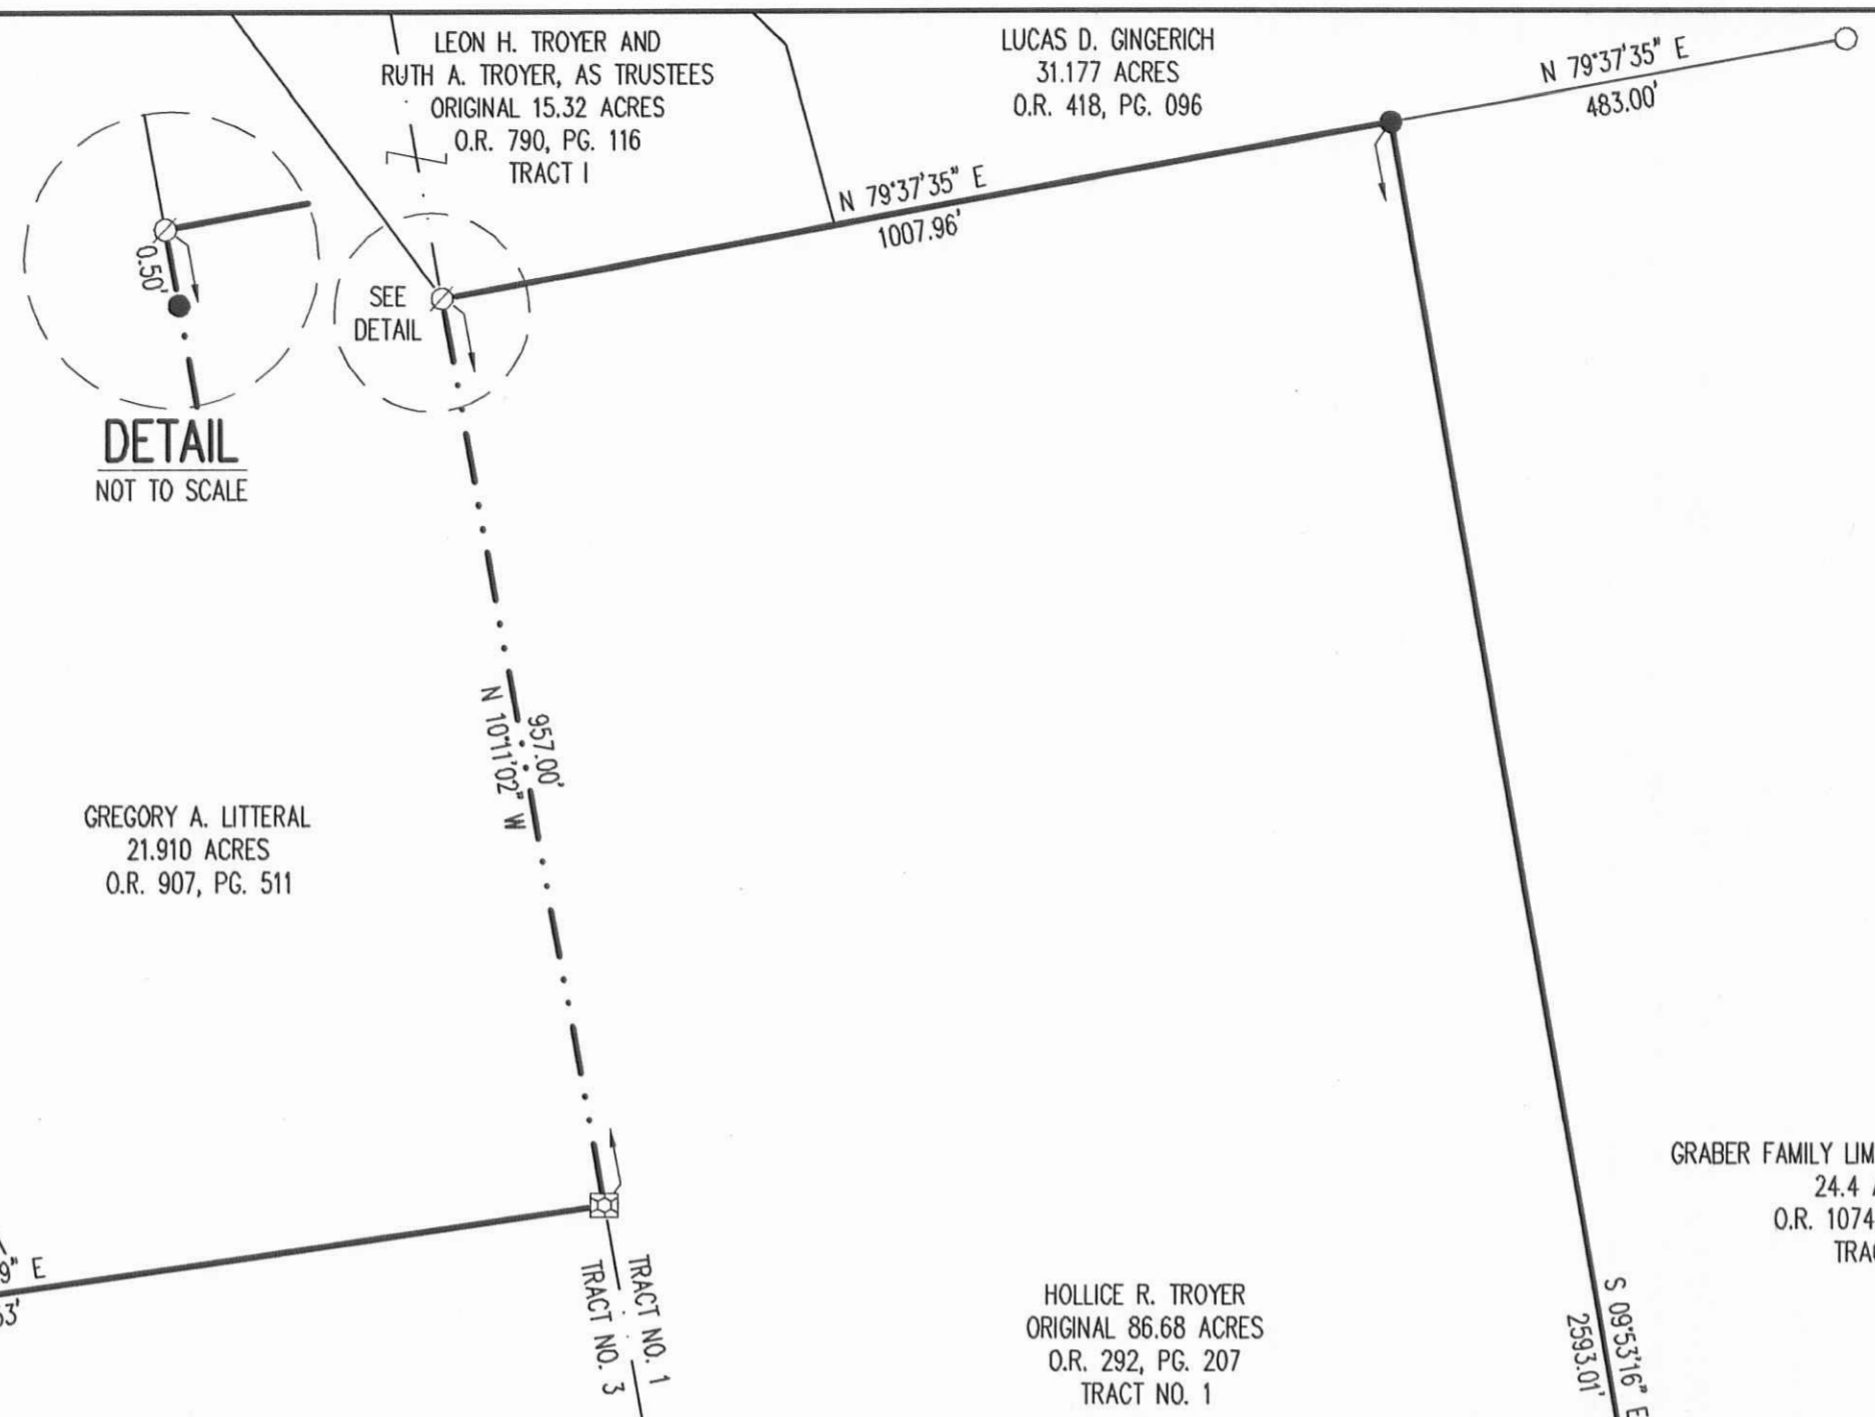 LEON H. TROYER AND
RUTH A. TROYER, AS TRUSTEES
ORIGINAL 15.32 ACRES
O.R. 790, PG. 116
TRACT I
LUCAS D. GINGERICH
31.177 ACRES
O.R. 418, PG. 096
N 79°37'35" E
483.00'
N 79°37'35" E
1007.96'
0.50'
SEE
DETAIL
DETAIL
NOT TO SCALE
957.00'
N 10°11'02" W
GREGORY A. LITTERAL
21.910 ACRES
O.R. 907, PG. 511
GRABER FAMILY LIM
24.4 A
O.R. 1074
TRAC
9" E
53'
TRACT NO. 1
TRACT NO. 3
HOLLICE R. TROYER
ORIGINAL 86.68 ACRES
O.R. 292, PG. 207
TRACT NO. 1
S 09°53'16" E
2593.01'